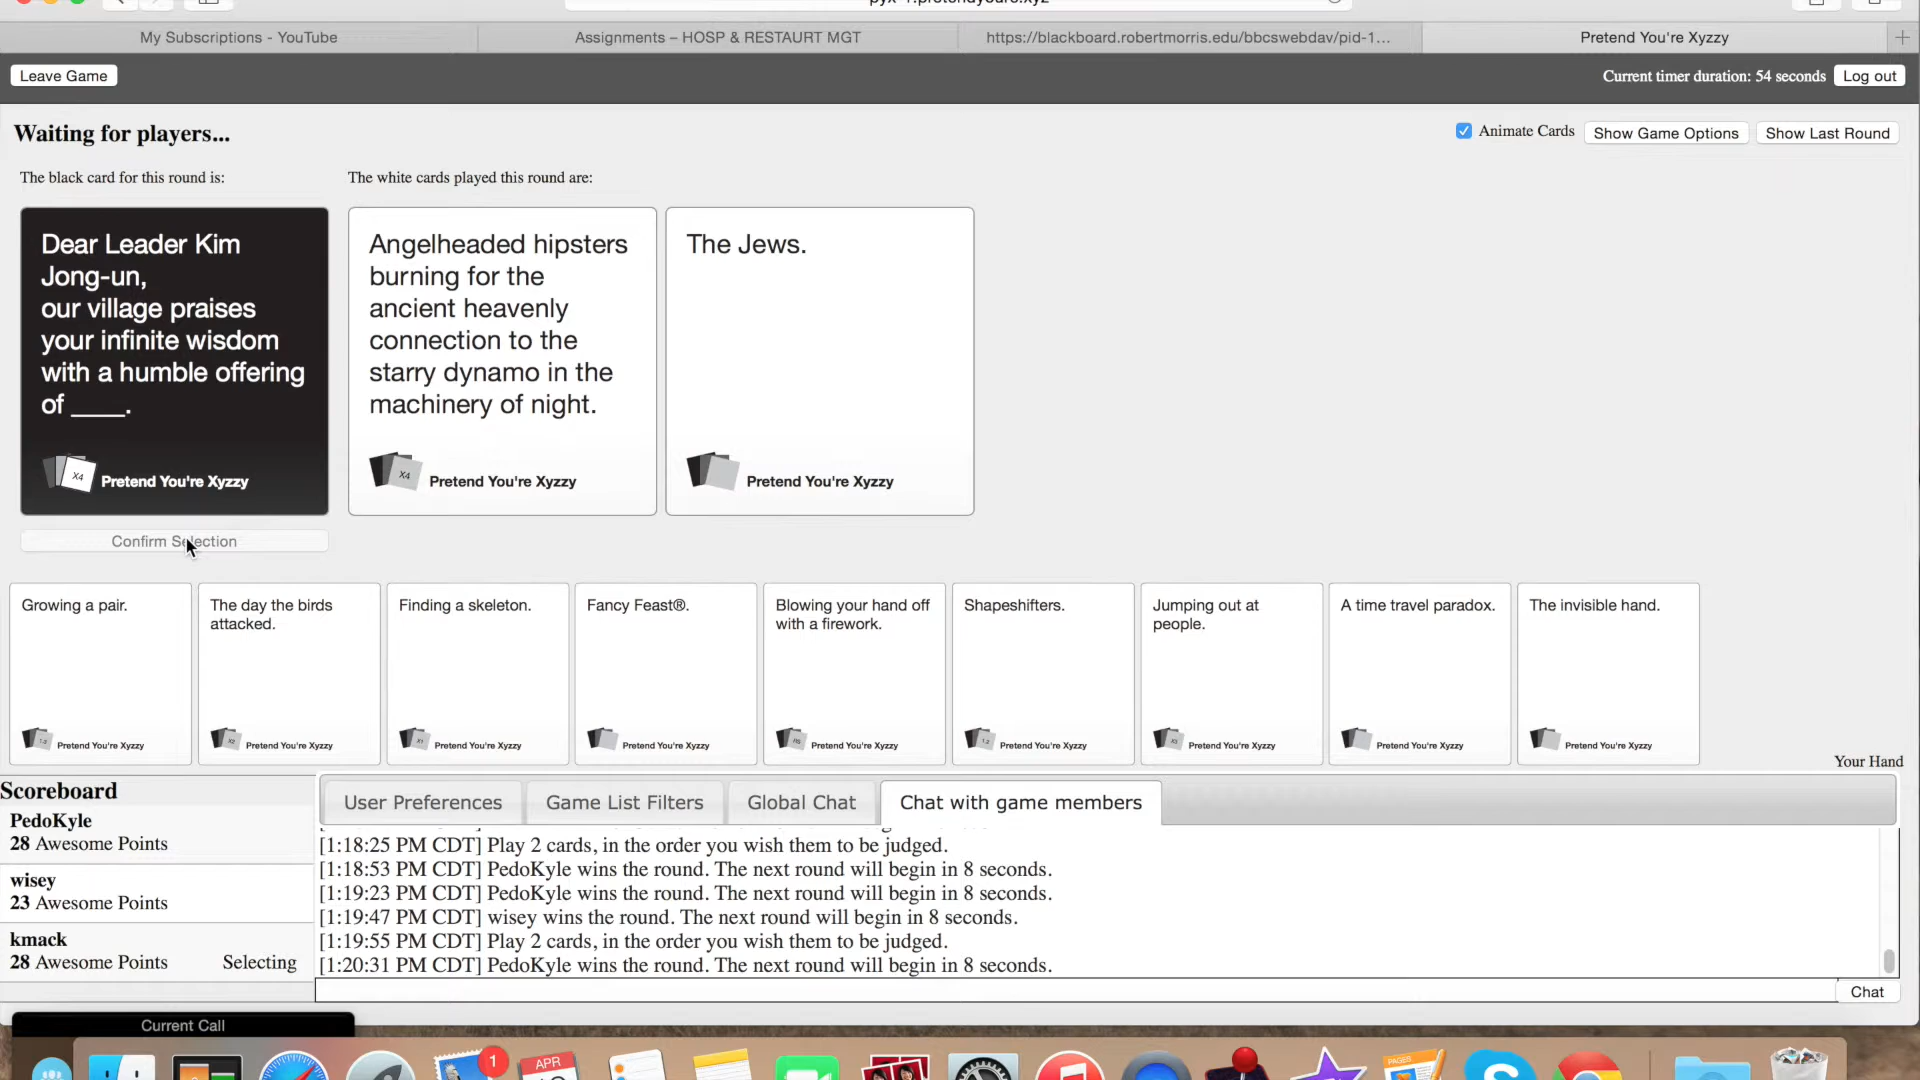 pyx-1.pretendyoure.xyz
My Subscriptions - YouTube
Assignments – HOSP & RESTAURT MGT
https://blackboard.robertmorris.edu/bbcswebdav/pid-1...
Pretend You're Xyzzy
Leave Game
Current timer duration: 54 seconds
Log out
Waiting for players...
Animate Cards
Show Game Options
Show Last Round
The black card for this round is:
The white cards played this round are:
Dear Leader Kim
Jong-un,
our village praises
your infinite wisdom
with a humble offering
of ____.
X4
Pretend You're Xyzzy
Angelheaded hipsters
burning for the
ancient heavenly
connection to the
starry dynamo in the
machinery of night.
X4
Pretend You're Xyzzy
The Jews.
Pretend You're Xyzzy
Confirm Selection
Growing a pair.
Pretend You're Xyzzy
The day the birds
attacked.
X2
Pretend You're Xyzzy
Finding a skeleton.
X1
Pretend You're Xyzzy
Fancy Feast®.
Pretend You're Xyzzy
Blowing your hand off
with a firework.
Pretend You're Xyzzy
Shapeshifters.
1.2
Pretend You're Xyzzy
Jumping out at
people.
X3
Pretend You're Xyzzy
A time travel paradox.
Pretend You're Xyzzy
The invisible hand.
Pretend You're Xyzzy
Your Hand
Scoreboard
PedoKyle
28 Awesome Points
wisey
23 Awesome Points
kmack
28 Awesome Points
Selecting
User Preferences
Game List Filters
Global Chat
Chat with game members
[1:18:25 PM CDT] Play 2 cards, in the order you wish them to be judged.
[1:18:53 PM CDT] PedoKyle wins the round. The next round will begin in 8 seconds.
[1:19:23 PM CDT] PedoKyle wins the round. The next round will begin in 8 seconds.
[1:19:47 PM CDT] wisey wins the round. The next round will begin in 8 seconds.
[1:19:55 PM CDT] Play 2 cards, in the order you wish them to be judged.
[1:20:31 PM CDT] PedoKyle wins the round. The next round will begin in 8 seconds.
Chat
Current Call
1
APR
PAGES